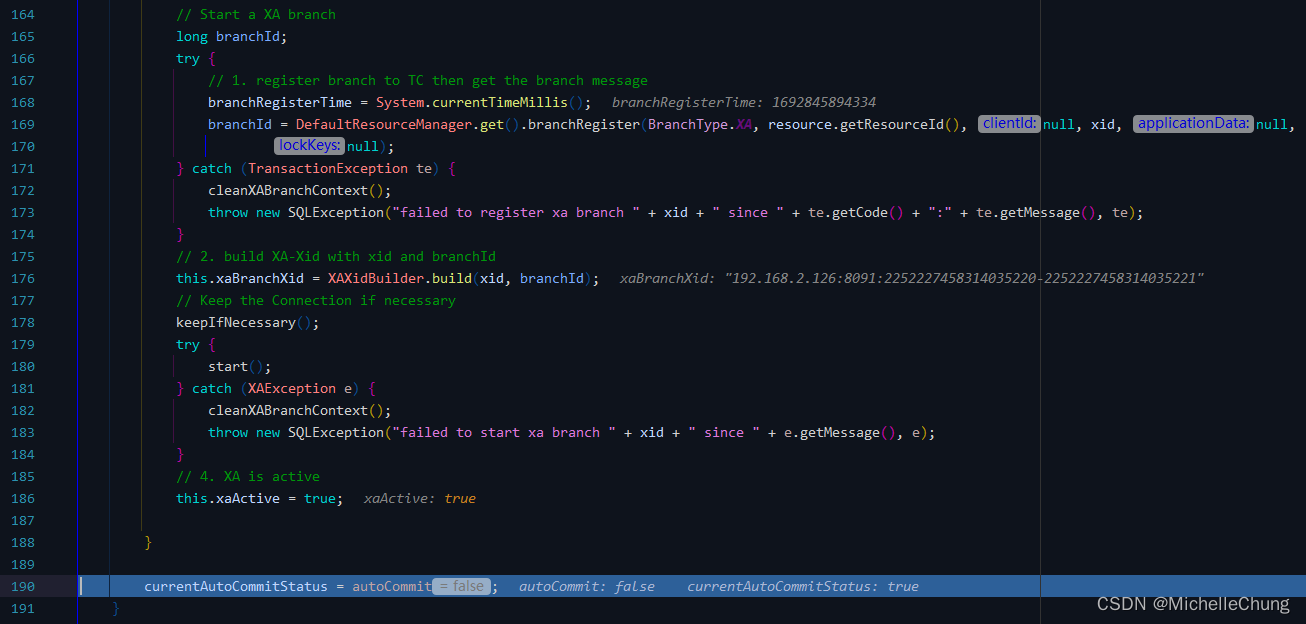 164 // Start a XA branch
165 long branchId;
166 try {
167 // 1. register branch to TC then get the branch message
168 branchRegisterTime = System.currentTimeMillis(); branchRegisterTime: 1692845894334
169 branchId = DefaultResourceManager.get().branchRegister(BranchType.XA, resource.getResourceId(), clientId: null, xid, applicationData: null,
170 lockKeys: null);
171 } catch (TransactionException te) {
172 cleanXABranchContext();
173 throw new SQLException("failed to register xa branch " + xid + " since " + te.getCode() + ":" + te.getMessage(), te);
174 }
175 // 2. build XA-Xid with xid and branchId
176 this.xaBranchXid = XAXidBuilder.build(xid, branchId); xaBranchXid: "192.168.2.126:8091:2252227458314035220-2252227458314035221"
177 // Keep the Connection if necessary
178 keepIfNecessary();
179 try {
180 start();
181 } catch (XAException e) {
182 cleanXABranchContext();
183 throw new SQLException("failed to start xa branch " + xid + " since " + e.getMessage(), e);
184 }
185 // 4. XA is active
186 this.xaActive = true; xaActive: true
187
188 }
189
190 currentAutoCommitStatus = autoCommit = false ; autoCommit: false currentAutoCommitStatus: true
191 }
CSDN @MichelleChung